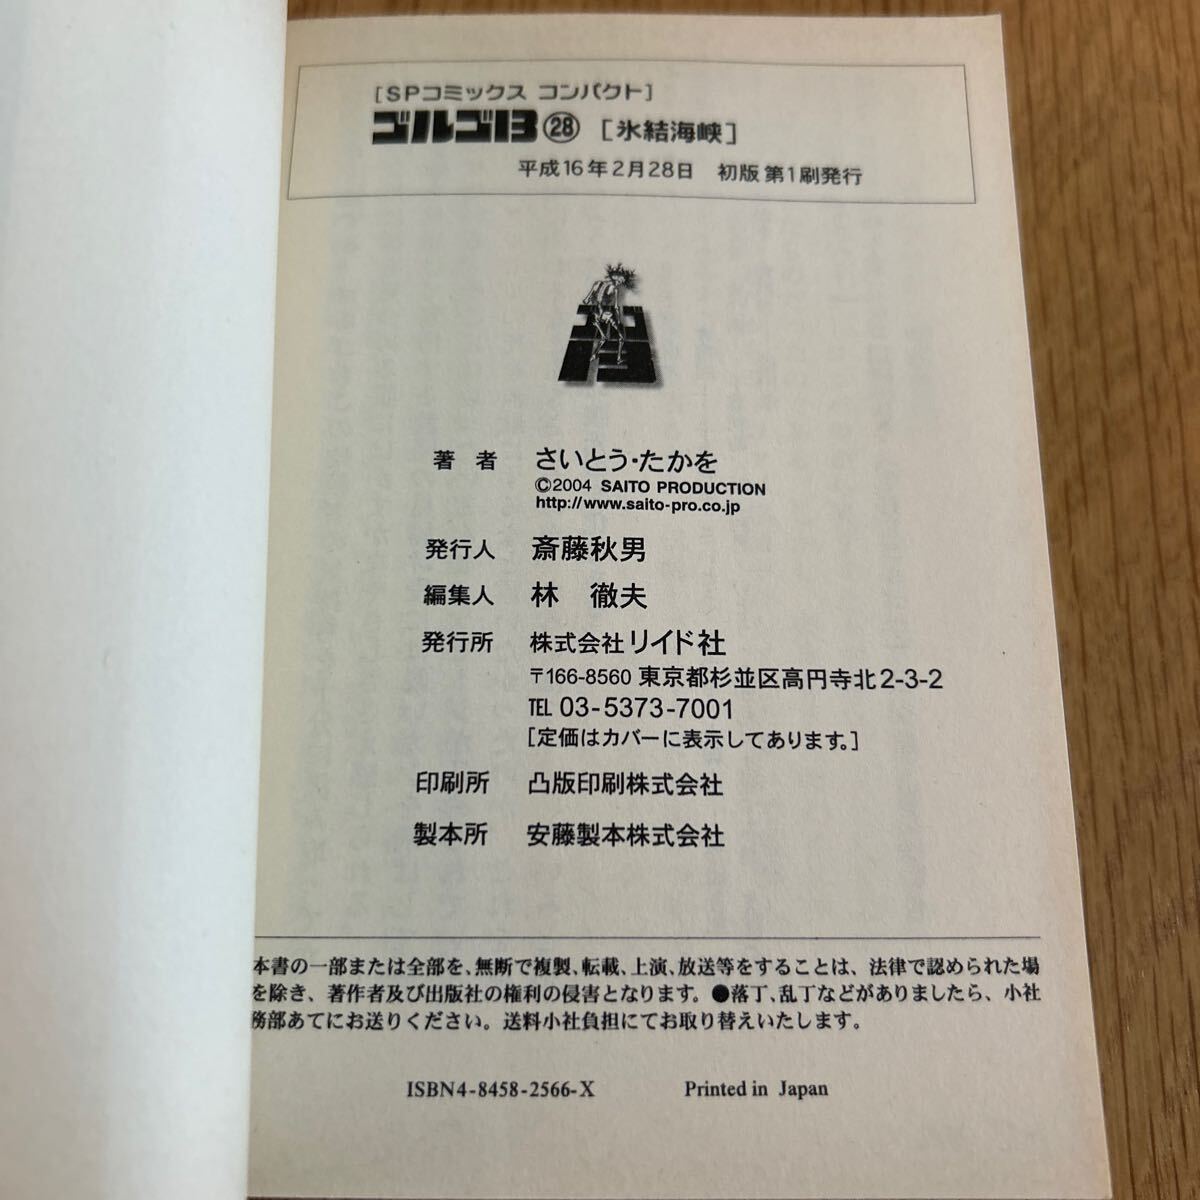 [SPコミックス コンパクト]
ゴルゴ13㉘ [氷結海峡]
平成16年2月28日 初版 第1刷発行
ゴルゴ
13
著 者 さいとう・たかを
©2004 SAITO PRODUCTION
http://www.saito-pro.co.jp
発行人 斎藤秋男
編集人 林 徹夫
発行所 株式会社リイド社
〒166-8560 東京都杉並区高円寺北2-3-2
TEL 03-5373-7001
[定価はカバーに表示してあります。]
印刷所 凸版印刷株式会社
製本所 安藤製本株式会社
本書の一部または全部を、無断で複製、転載、上演、放送等をすることは、法律で認められた場
を除き、著作者及び出版社の権利の侵害となります。●落丁、乱丁などがありましたら、小社
務部あてにお送りください。送料小社負担にてお取り替えいたします。
ISBN4-8458-2566-X Printed in Japan